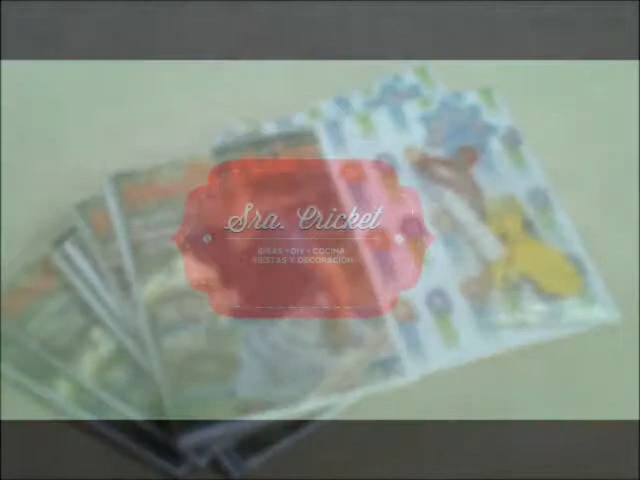 Sra. Cricket
IDEAS • DIY • COCINA
FIESTAS Y DECORACIÓN